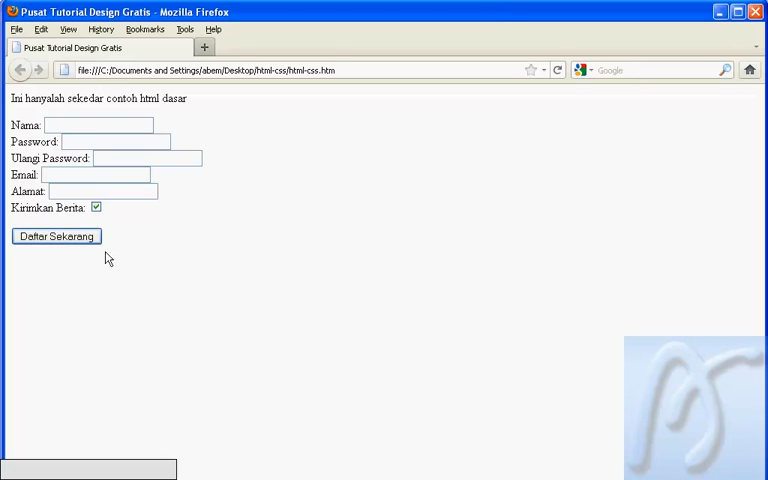 Pusat Tutorial Design Gratis - Mozilla Firefox
File Edit View History Bookmarks Tools Help
Pusat Tutorial Design Gratis
file:///C:/Documents and Settings/abem/Desktop/html-css/html-css.htm
Google
Ini hanyalah sekedar contoh html dasar
Nama:
Password:
Ulangi Password:
Email:
Alamat:
Kirimkan Berita:
Daftar Sekarang